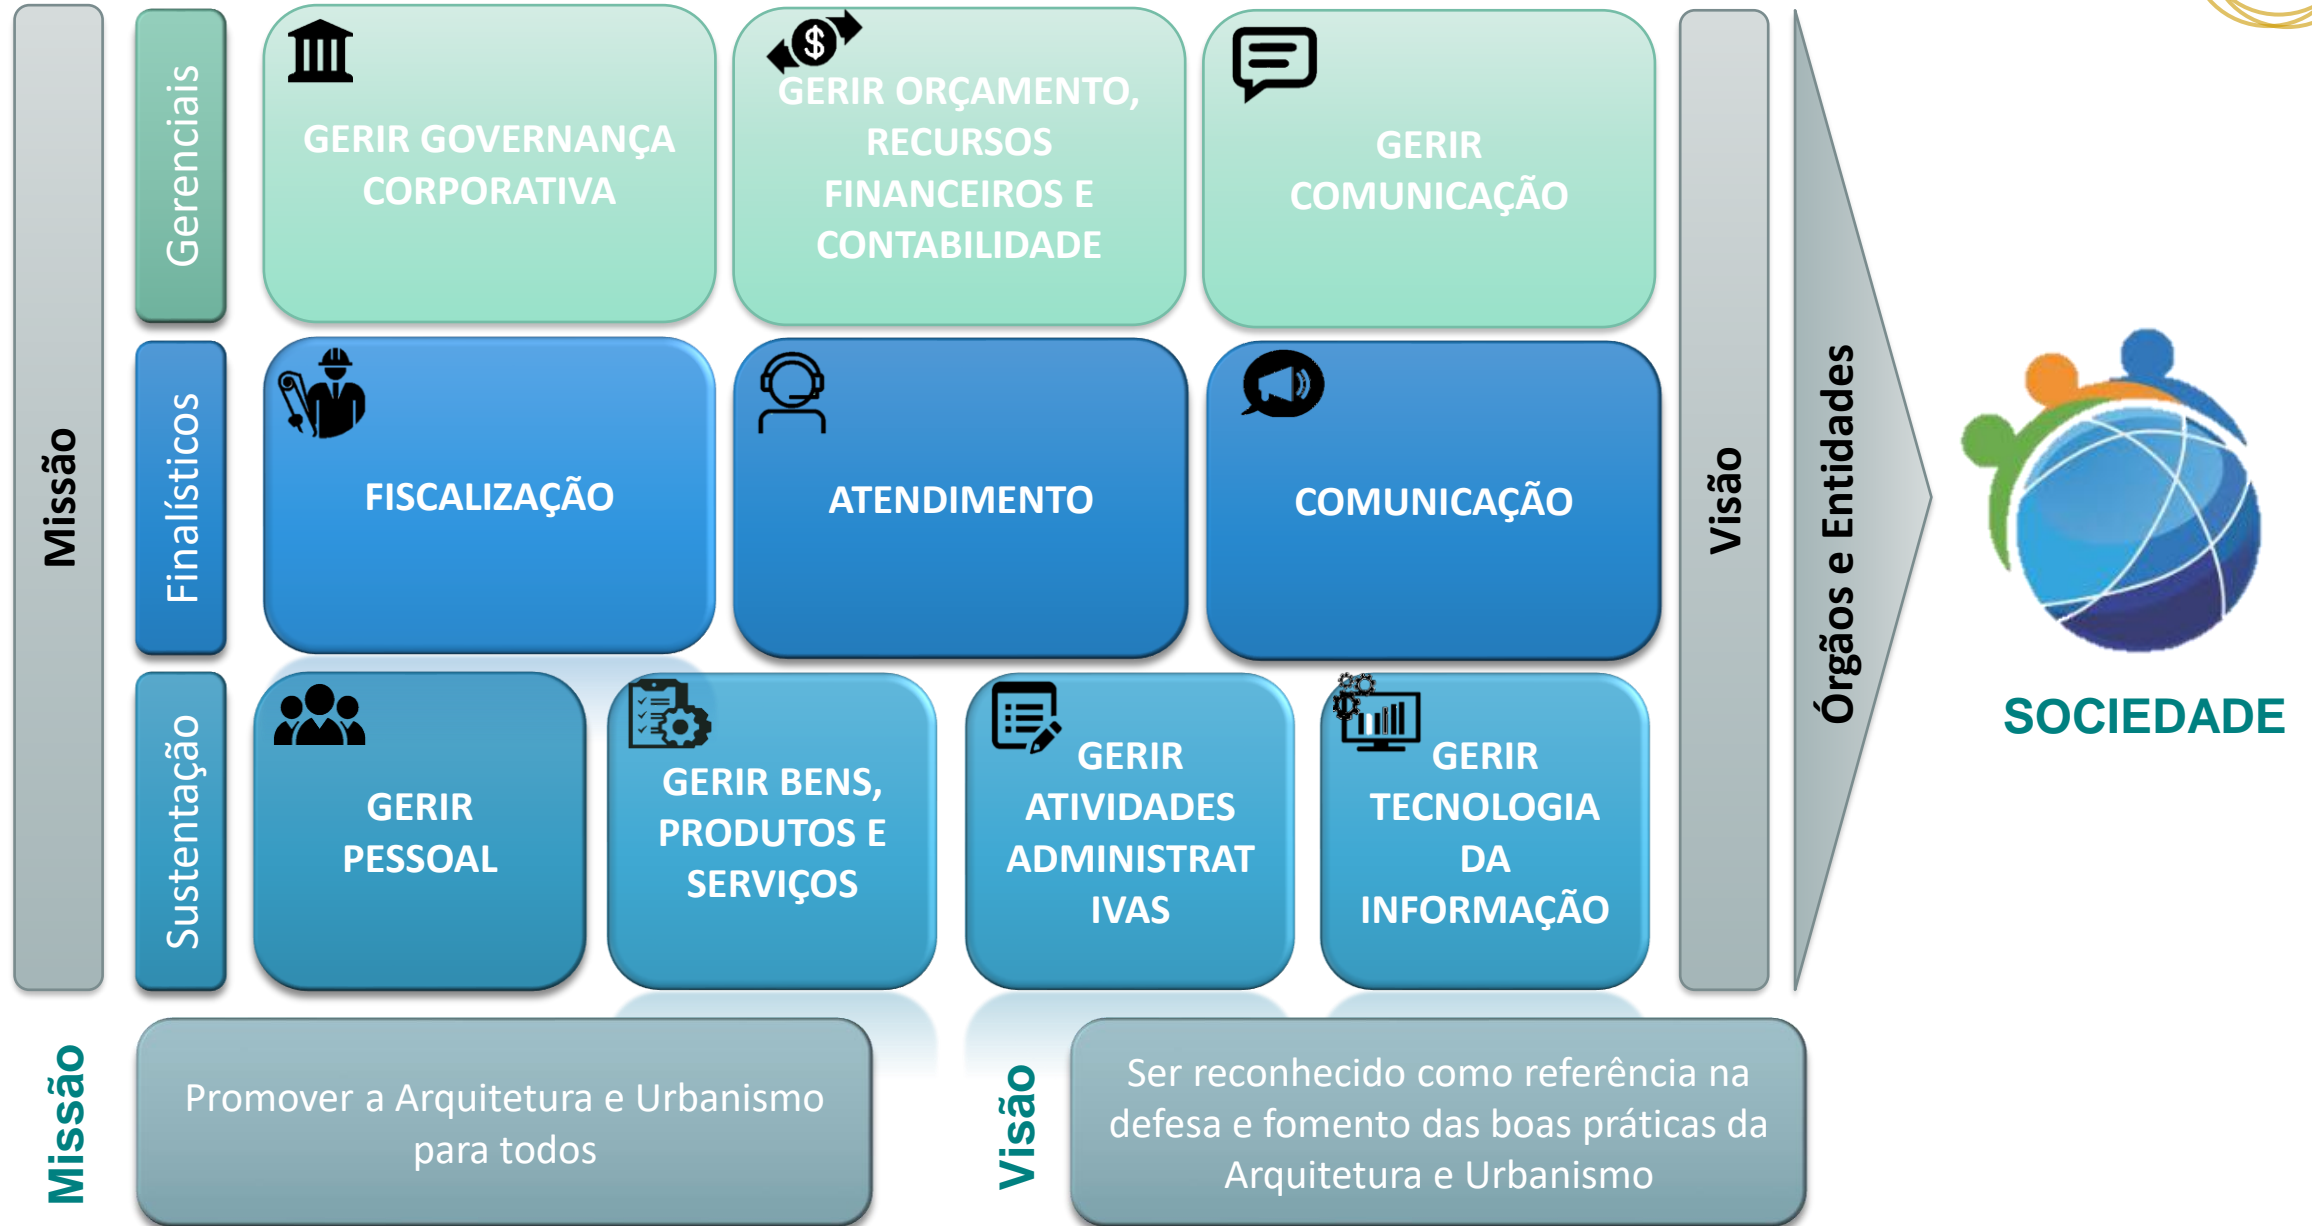 Missão
Gerenciais
GERIR GOVERNANÇA
CORPORATIVA
GERIR ORÇAMENTO,
RECURSOS
FINANCEIROS E
CONTABILIDADE
GERIR
COMUNICAÇÃO
Finalísticos
FISCALIZAÇÃO
ATENDIMENTO
COMUNICAÇÃO
Sustentação
GERIR
PESSOAL
GERIR BENS,
PRODUTOS E
SERVIÇOS
GERIR
ATIVIDADES
ADMINISTRAT
IVAS
GERIR
TECNOLOGIA
DA
INFORMAÇÃO
Visão
Órgãos e Entidades
SOCIEDADE
Missão
Promover a Arquitetura e Urbanismo
para todos
Visão
Ser reconhecido como referência na
defesa e fomento das boas práticas da
Arquitetura e Urbanismo